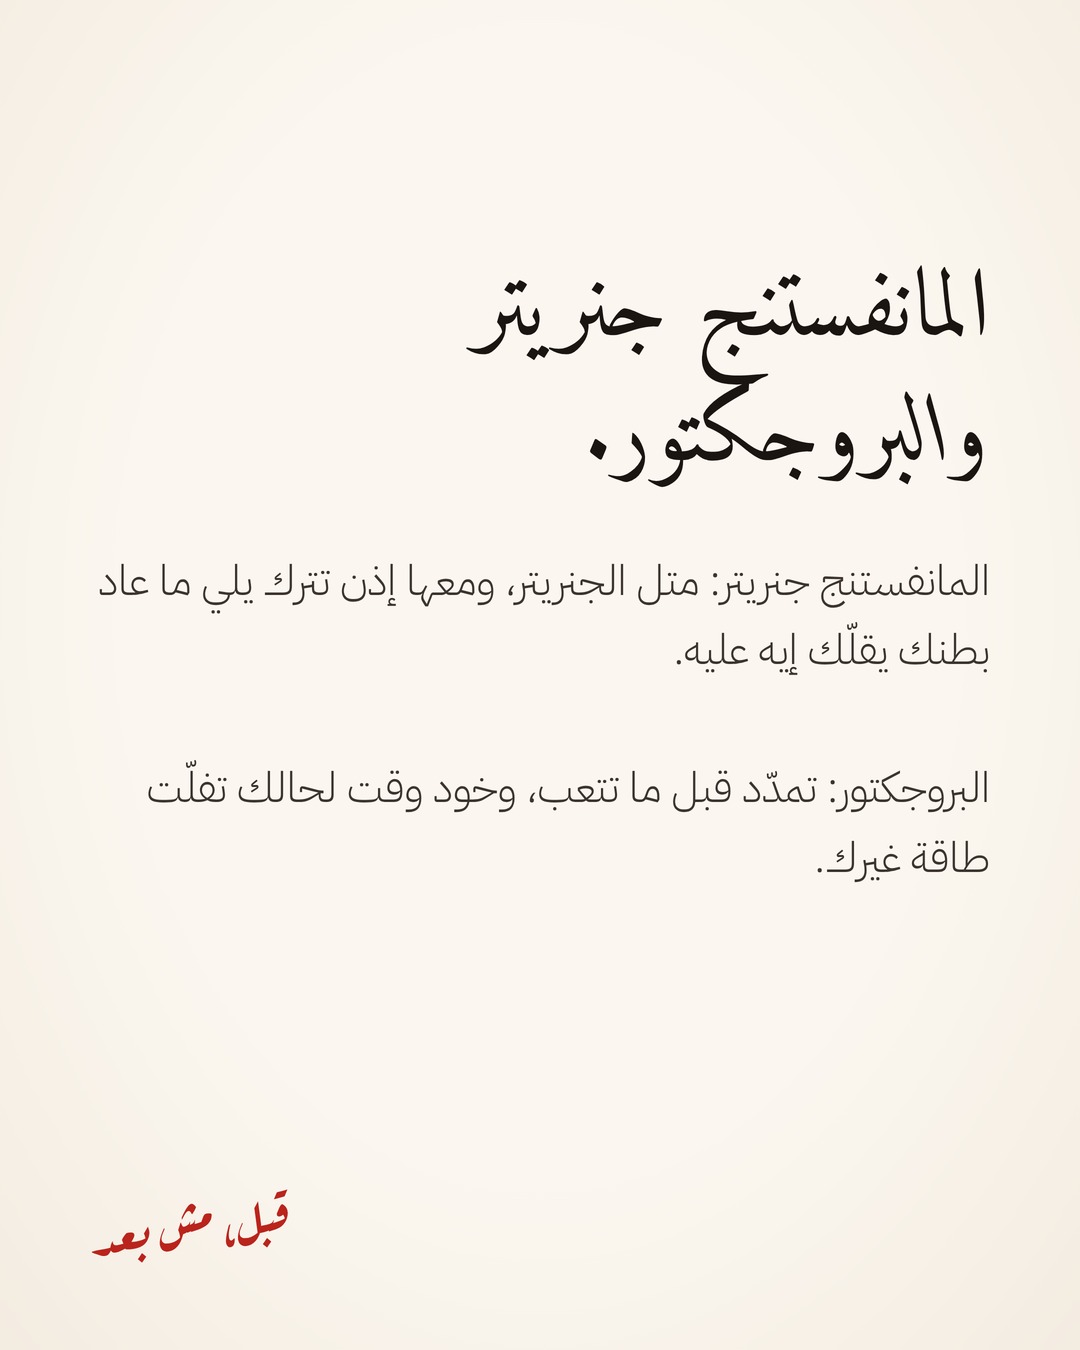 المانفستنج جنريتر
والبروجكتور.
المانفستنج جنريتر: متل الجنريتر، ومعها إذن تترك يلي ما عاد
بطنك يقلّك إيه عليه.
البروجكتور: تمدّد قبل ما تتعب، وخود وقت لحالك تفلّت
طاقة غيرك.
قبل، مش بعد